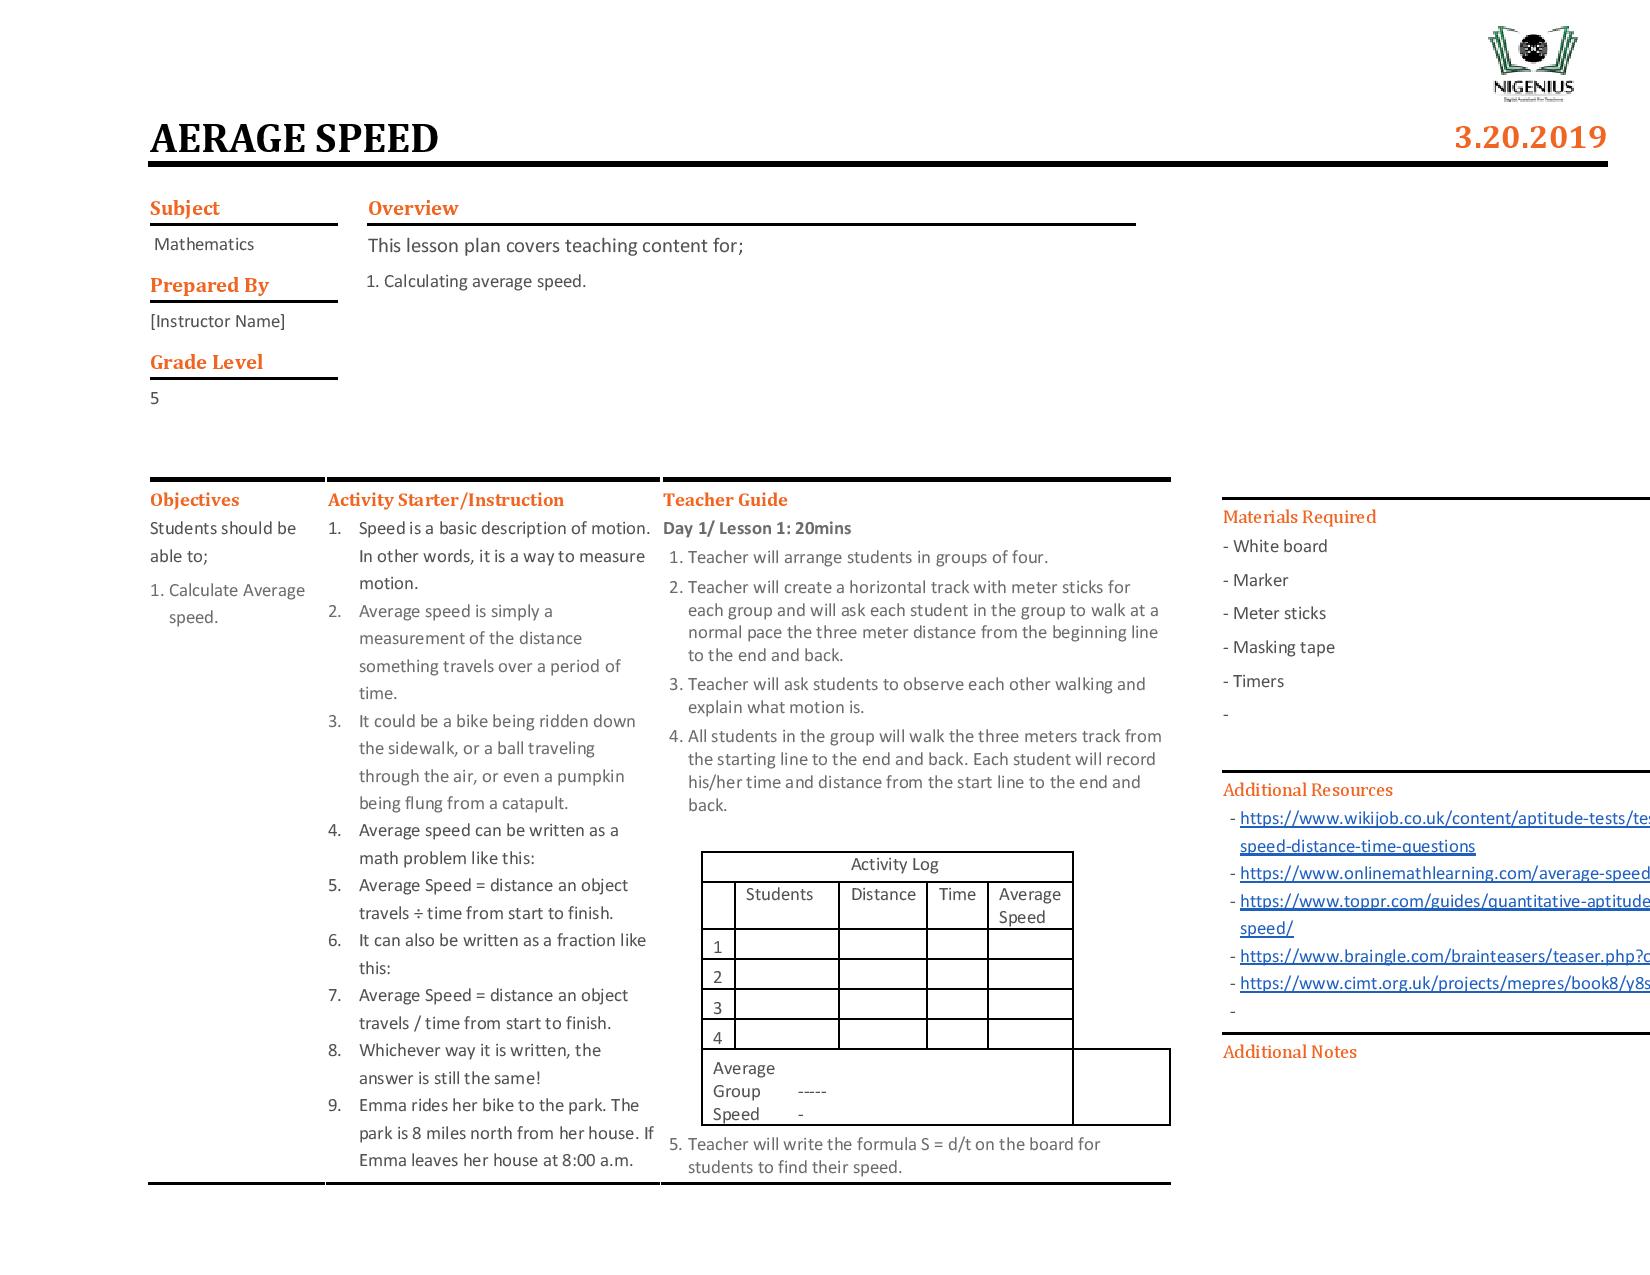 NIGENIUS
Digital Assistant For Teachers
AERAGE SPEED
3.20.2019
Subject
Mathematics
Prepared By
[Instructor Name]
Grade Level
5
Overview
This lesson plan covers teaching content for;
1. Calculating average speed.
Objectives
Students should be
able to;
1. Calculate Average
speed.
Activity Starter/Instruction
1. Speed is a basic description of motion.
In other words, it is a way to measure
motion.
2. Average speed is simply a
measurement of the distance
something travels over a period of
time.
3. It could be a bike being ridden down
the sidewalk, or a ball traveling
through the air, or even a pumpkin
being flung from a catapult.
4. Average speed can be written as a
math problem like this:
5. Average Speed = distance an object
travels ÷ time from start to finish.
6. It can also be written as a fraction like
this:
7. Average Speed = distance an object
travels / time from start to finish.
8. Whichever way it is written, the
answer is still the same!
9. Emma rides her bike to the park. The
park is 8 miles north from her house. If
Emma leaves her house at 8:00 a.m.
Teacher Guide
Day 1/ Lesson 1: 20mins
1. Teacher will arrange students in groups of four.
2. Teacher will create a horizontal track with meter sticks for
each group and will ask each student in the group to walk at a
normal pace the three meter distance from the beginning line
to the end and back.
3. Teacher will ask students to observe each other walking and
explain what motion is.
4. All students in the group will walk the three meters track from
the starting line to the end and back. Each student will record
his/her time and distance from the start line to the end and
back.
Activity Log
Students Distance Time Average
Speed
1
2
3
4
Average
Group -----
Speed -
5. Teacher will write the formula S = d/t on the board for
students to find their speed.
Materials Required
- White board
- Marker
- Meter sticks
- Masking tape
- Timers
-
Additional Resources
- https://www.wikijob.co.uk/content/aptitude-tests/tes
speed-distance-time-questions
- https://www.onlinemathlearning.com/average-speed
- https://www.toppr.com/guides/quantitative-aptitude
speed/
- https://www.braingle.com/brainteasers/teaser.php?o
- https://www.cimt.org.uk/projects/mepres/book8/y8s
-
Additional Notes